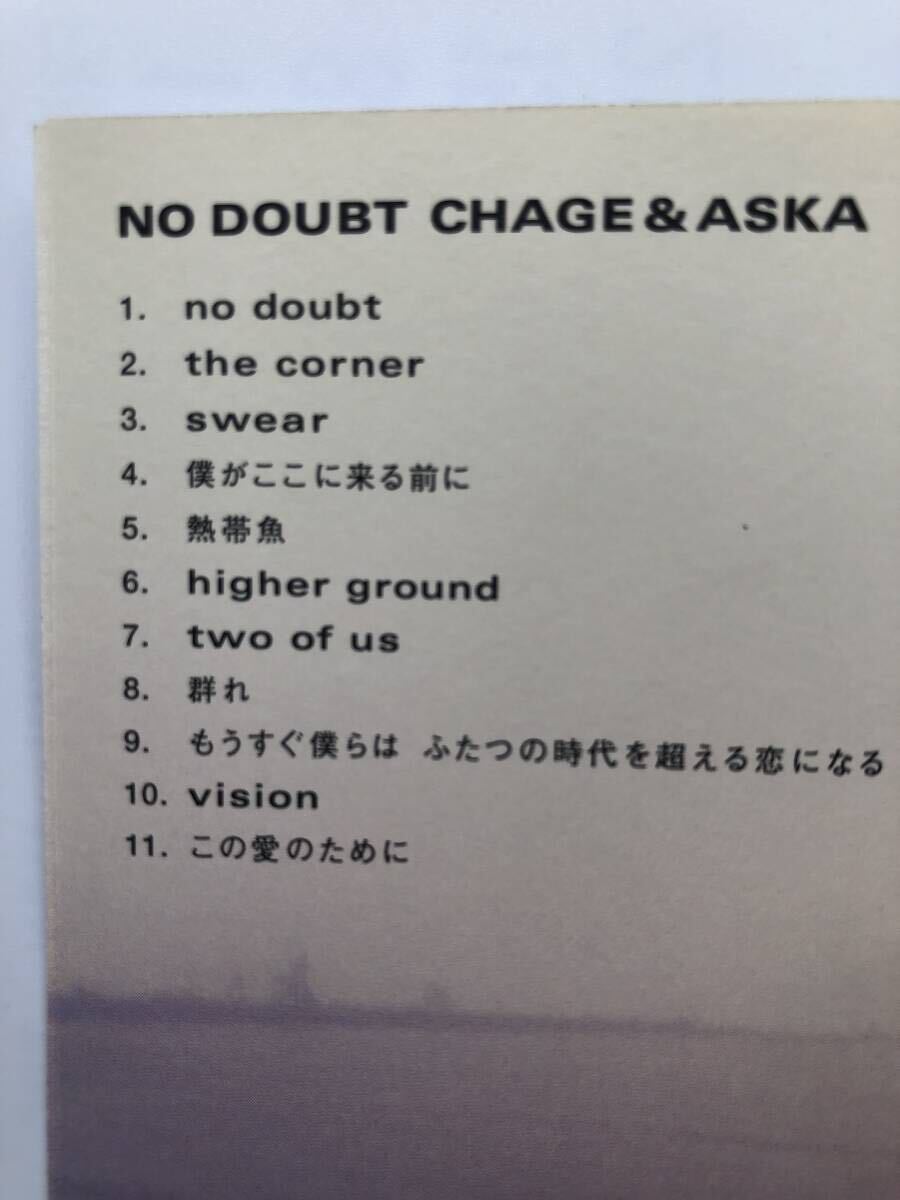 NO DOUBT CHAGE&ASKA
1. no doubt
2. the corner
3. swear
4. 僕がここに来る前に
5. 熱帯魚
6. higher ground
7. two of us
8. 群れ
9. もうすぐ僕らは ふたつの時代を超える恋になる
10. vision
11. この愛のために